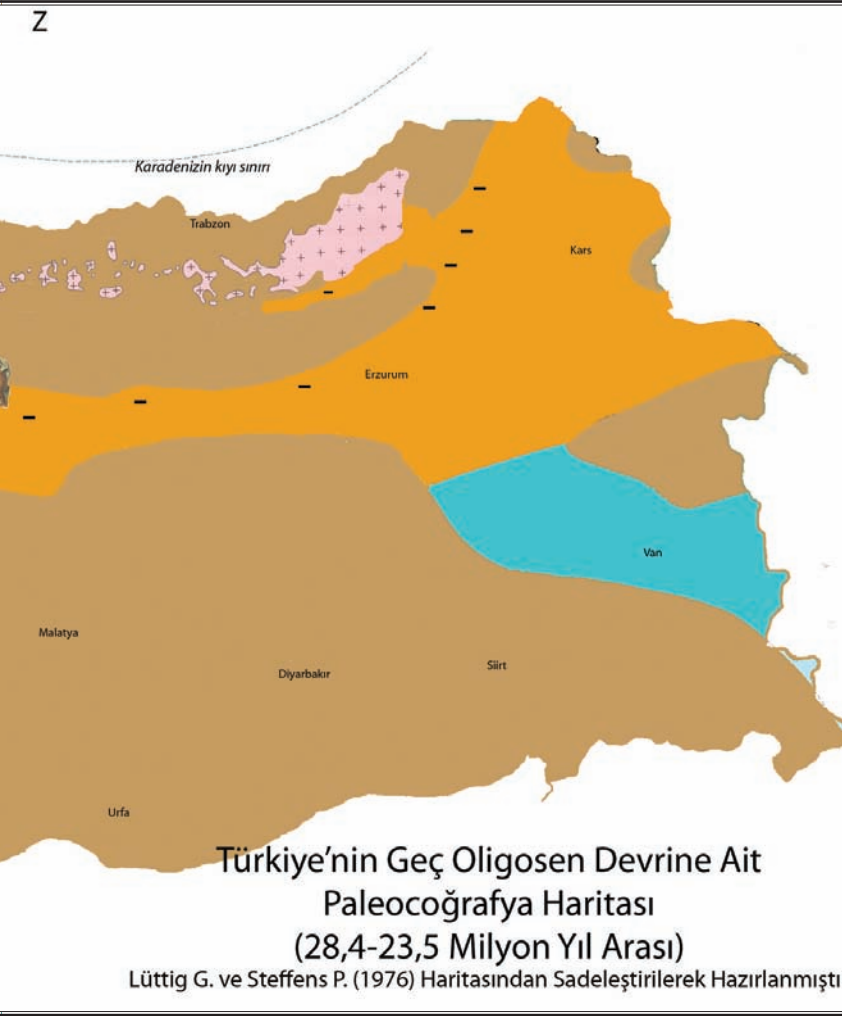 Z
Karadenizin kıyı sınırı
Trabzon
Kars
Erzurum
Van
Malatya
Diyarbakır
Siirt
Urfa
Türkiye'nin Geç Oligosen Devrine Ait
Paleocoğrafya Haritası
(28,4-23,5 Milyon Yıl Arası)
Lüttig G. ve Steffens P. (1976) Haritasından Sadeleştirilerek Hazırlanmıştı